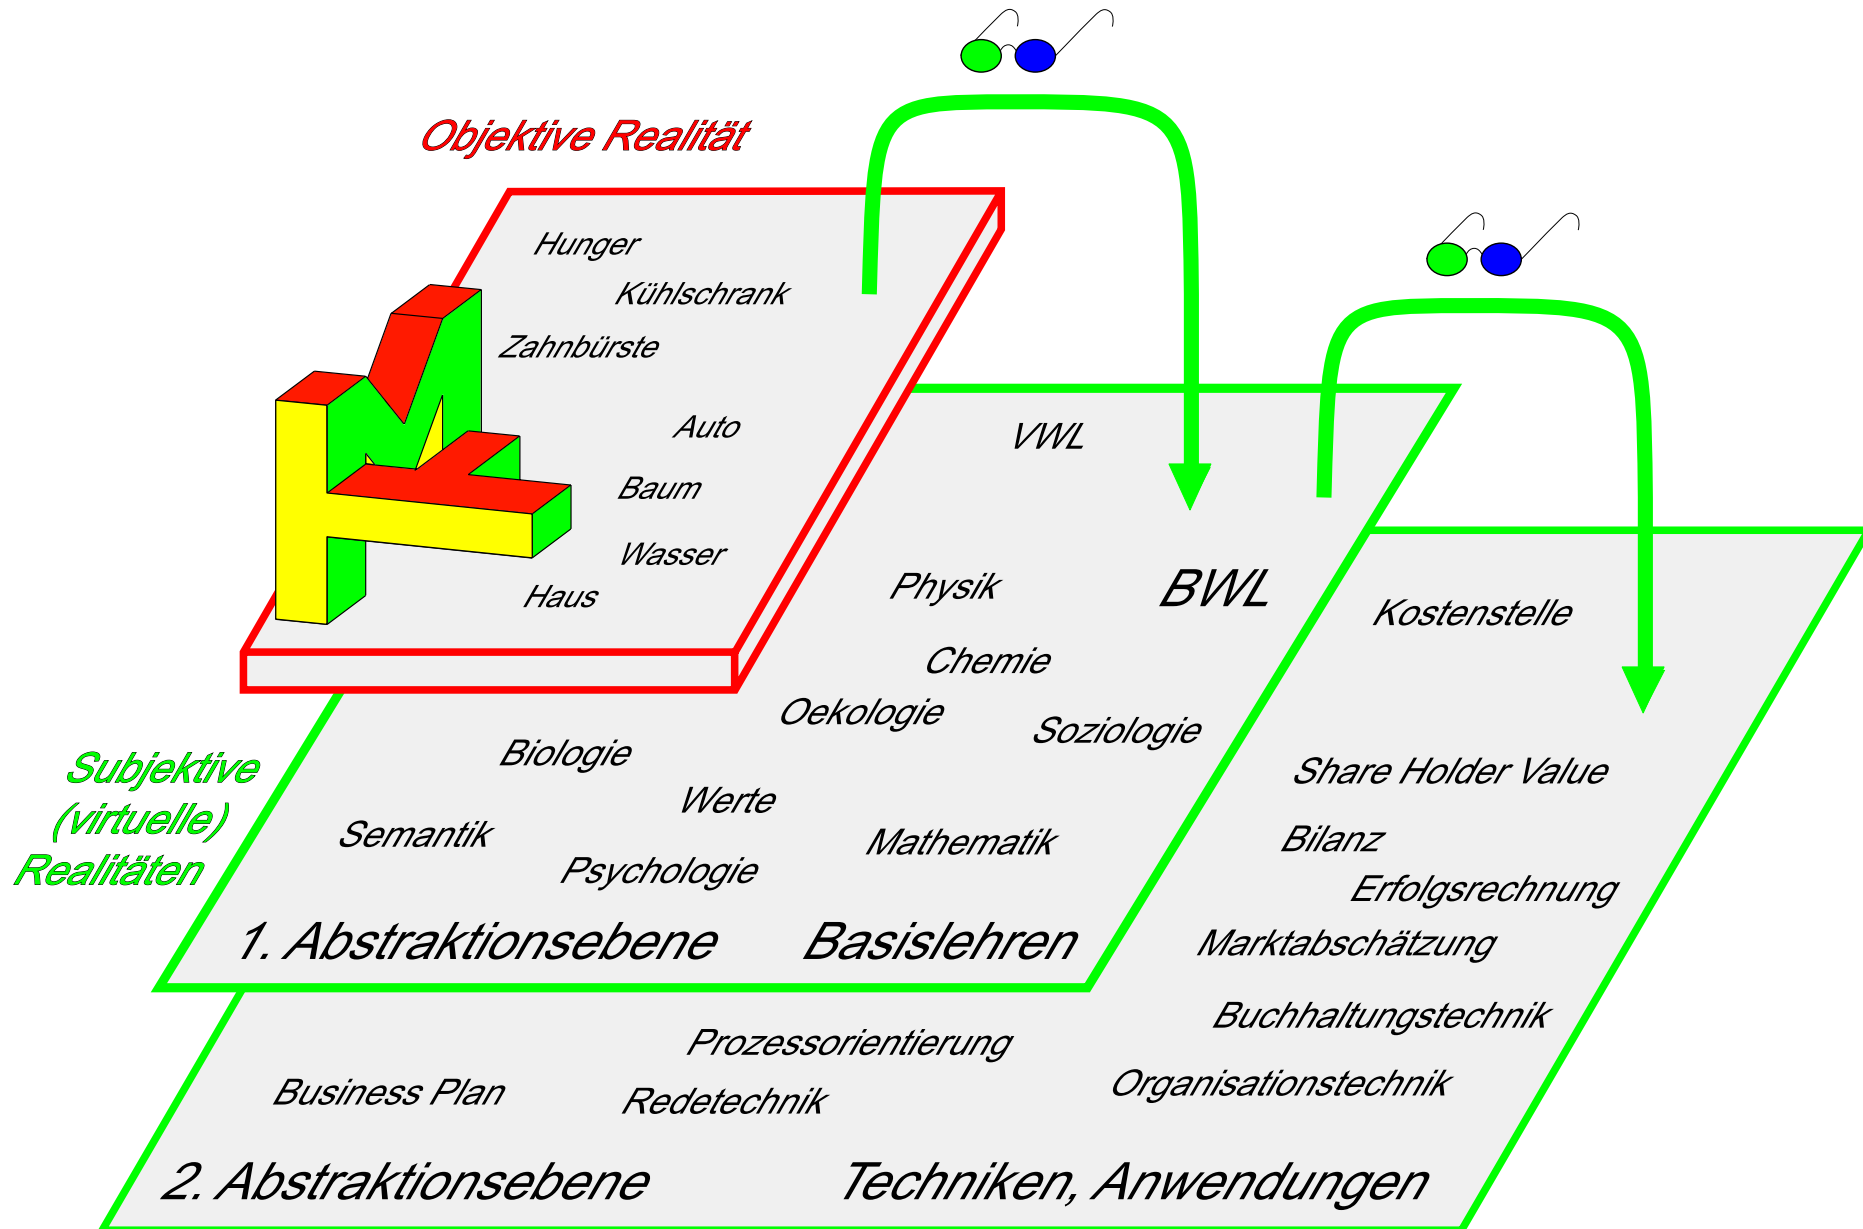 Objektive Realität
Hunger
Kühlschrank
Zahnbürste
Auto
Baum
Wasser
Haus
VWL
Physik
BWL
Chemie
Oekologie
Soziologie
Biologie
Werte
Semantik
Mathematik
Psychologie
1. Abstraktionsebene Basislehren
Subjektive
(virtuelle)
Realitäten
Kostenstelle
Share Holder Value
Bilanz
Erfolgsrechnung
Marktabschätzung
Buchhaltungstechnik
Prozessorientierung
Organisationstechnik
Business Plan
Redetechnik
2. Abstraktionsebene Techniken, Anwendungen